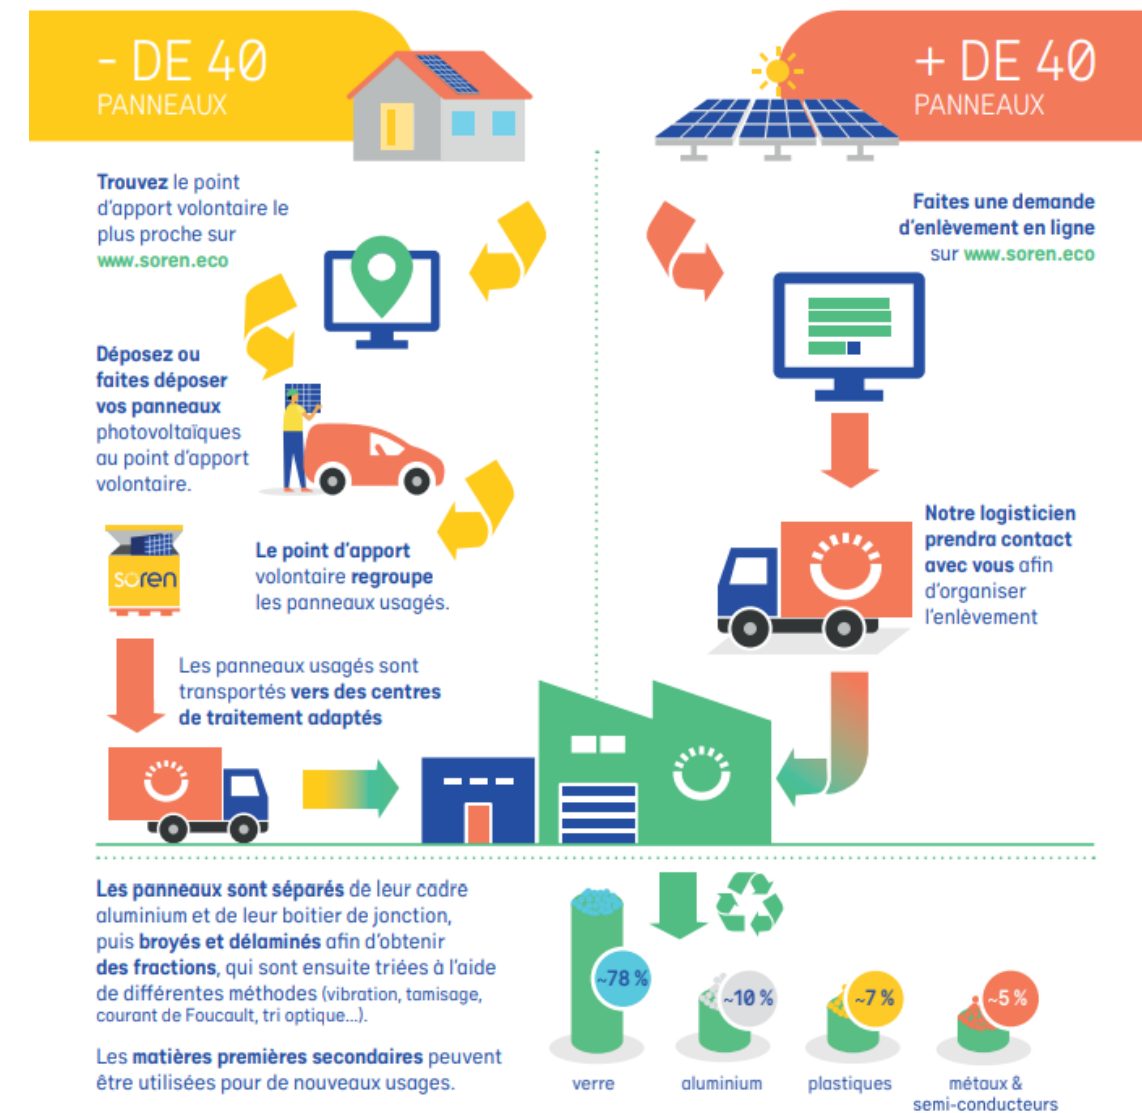 - DE 40
PANNEAUX
+ DE 40
PANNEAUX
Trouvez le point
d'apport volontaire le
plus proche sur
www.soren.eco
Déposez ou
faites déposer
vos panneaux
photovoltaïques
au point d'apport
volontaire.
soren
Le point d'apport
volontaire regroupe
les panneaux usagés.
Les panneaux usagés sont
transportés vers des centres
de traitement adaptés
Faites une demande
d'enlèvement en ligne
sur www.soren.eco
Notre logisticien
prendra contact
avec vous afin
d'organiser
l'enlèvement
Les panneaux sont séparés de leur cadre
aluminium et de leur boitier de jonction,
puis broyés et délaminés afin d'obtenir
des fractions, qui sont ensuite triées à l'aide
de différentes méthodes (vibration, tamisage,
courant de Foucault, tri optique...).
Les matières premières secondaires peuvent
être utilisées pour de nouveaux usages.
~78 %
verre
~10 %
aluminium
~7 %
plastiques
~5 %
métaux &
semi-conducteurs